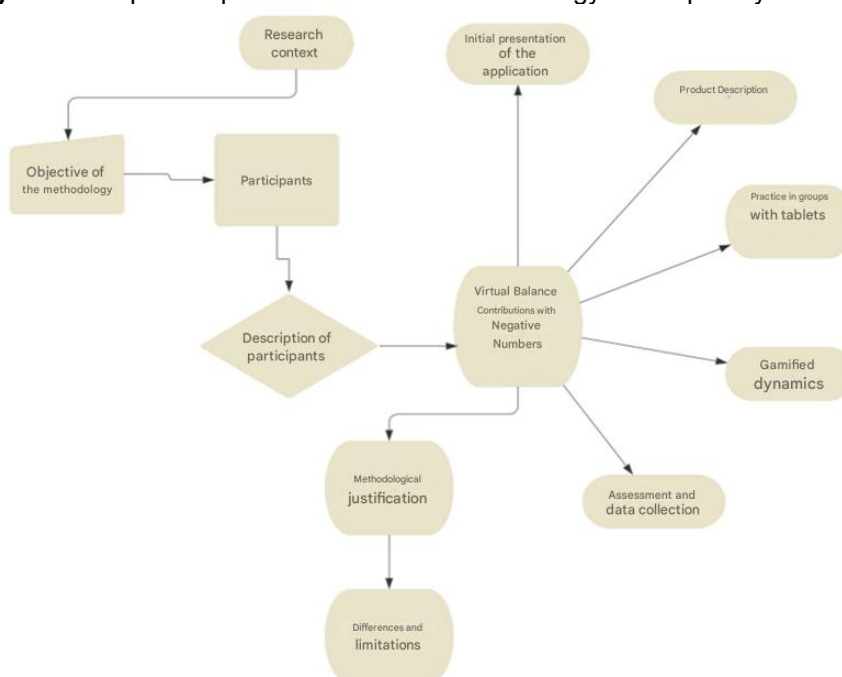 Research
context
Initial presentation
of the
application
Product Description
Objective of
the methodology
Participants
Practice in groups
with tablets
Virtual Balance
Contributions with
Negative
Numbers
Description of
participants
Gamified
dynamics
Methodological
justification
Assessment and
data collection
Differences and
limitations